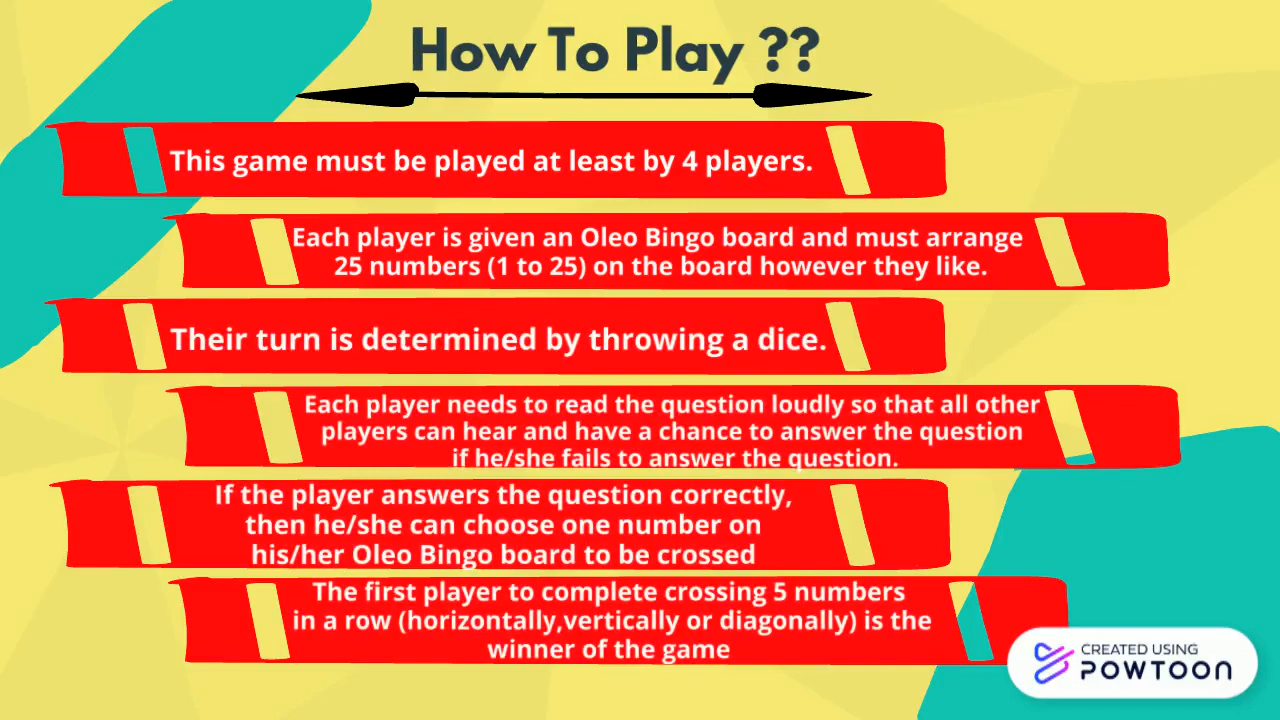 How To Play ??
This game must be played at least by 4 players.
Each player is given an Oleo Bingo board and must arrange
25 numbers (1 to 25) on the board however they like.
Their turn is determined by throwing a dice.
Each player needs to read the question loudly so that all other
players can hear and have a chance to answer the question
if he/she fails to answer the question.
If the player answers the question correctly,
then he/she can choose one number on
his/her Oleo Bingo board to be crossed
The first player to complete crossing 5 numbers
in a row (horizontally,vertically or diagonally) is the
winner of the game
CREATED USING
POWTOON